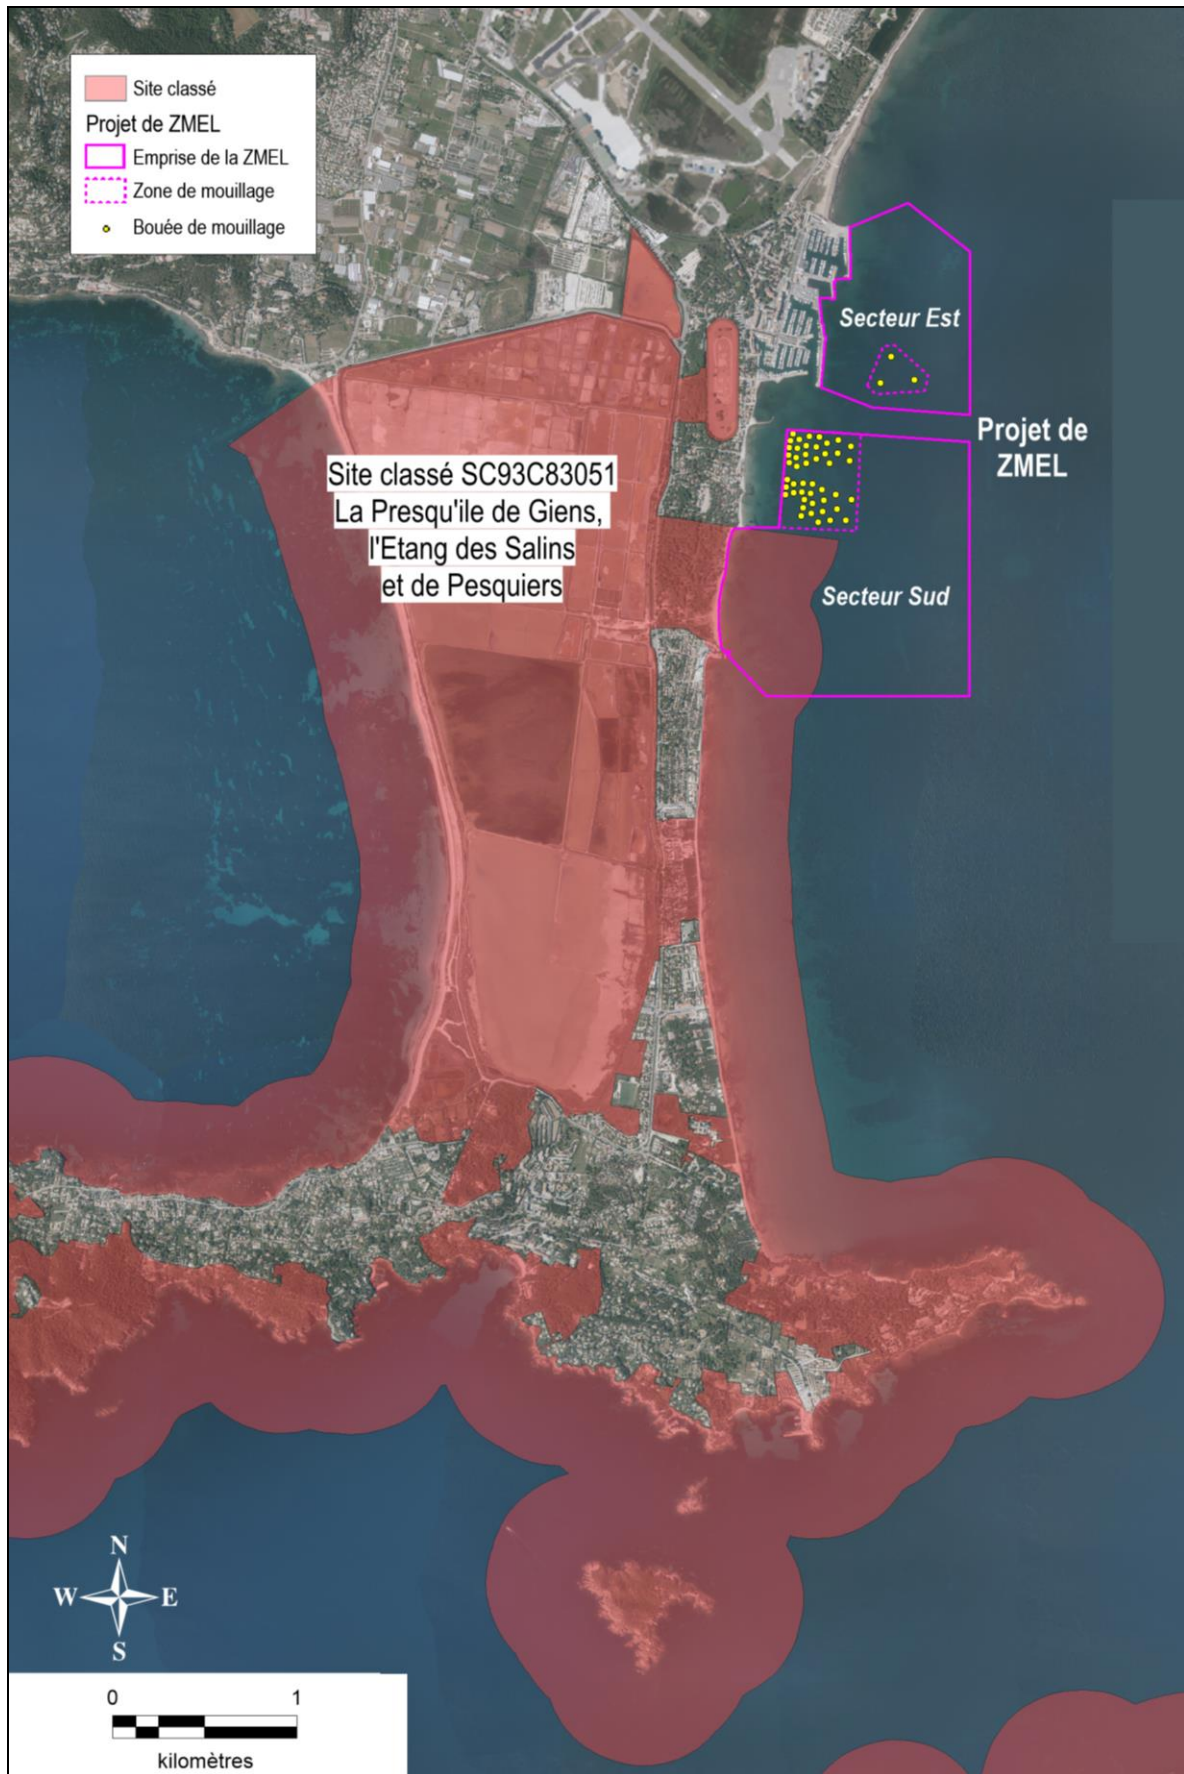 Site classé
Projet de ZMEL
Emprise de la ZMEL
Zone de mouillage
Bouée de mouillage
Secteur Est
Projet de
ZMEL
Site classé SC93C83051
La Presqu'ile de Giens,
l'Etang des Salins
et de Pesquiers
Secteur Sud
N
W E
S
0 1
kilomètres